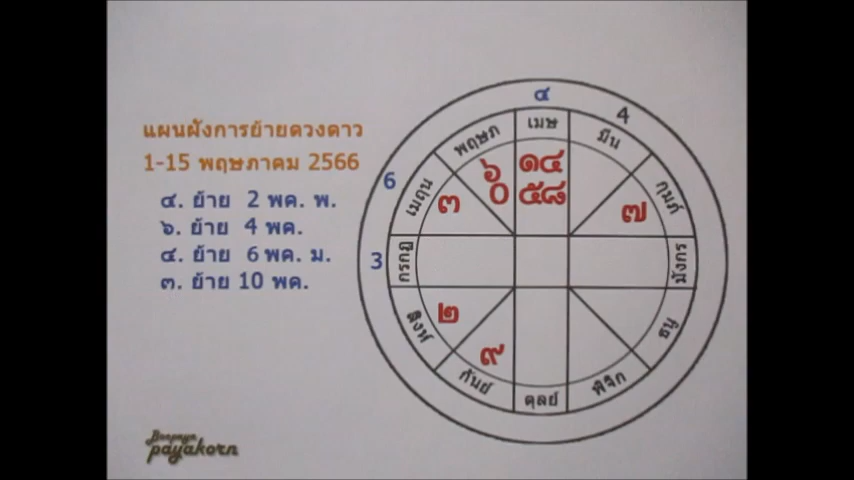 แผนผังการย้ายดวงดาว
1-15 พฤษภาคม 2566
๔. ย้าย 2 พค. พ.
๖. ย้าย 4 พค.
๔. ย้าย 6 พค. ม.
๓. ย้าย 10 พค.
๔
4
6
3
เมษ
มีน
กุมภ์
มังกร
ธนู
พิจิก
ตุลย์
กันย์
สิงห์
กรกฎ
เมถุน
พฤษภ
๑๔
๕๘
๖
๐
๓
๗
๒
๙
Boonpaya
payakorn